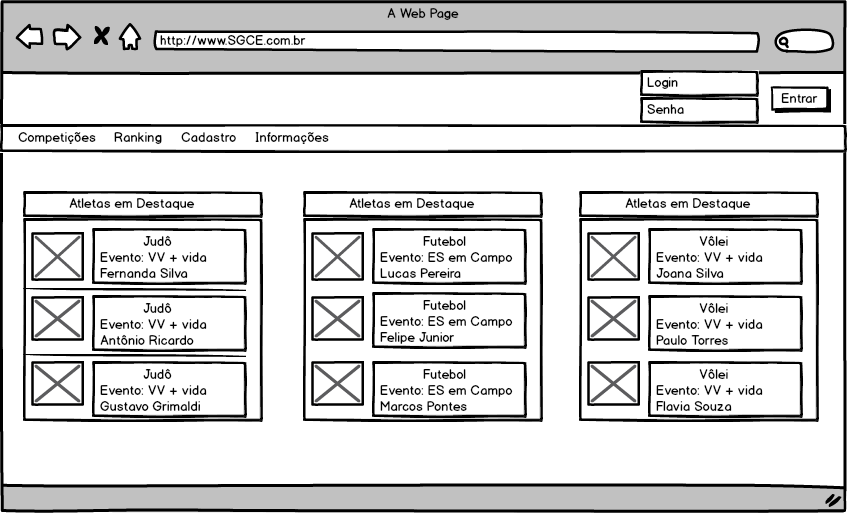 A Web Page
http://www.SGCE.com.br
Login
Senha
Entrar
Competições Ranking Cadastro Informações
Atletas em Destaque
Judô
Evento: VV + vida
Fernanda Silva
Judô
Evento: VV + vida
Antônio Ricardo
Judô
Evento: VV + vida
Gustavo Grimaldi
Atletas em Destaque
Futebol
Evento: ES em Campo
Lucas Pereira
Futebol
Evento: ES em Campo
Felipe Junior
Futebol
Evento: ES em Campo
Marcos Pontes
Atletas em Destaque
Vôlei
Evento: VV + vida
Joana Silva
Vôlei
Evento: VV + vida
Paulo Torres
Vôlei
Evento: VV + vida
Flavia Souza